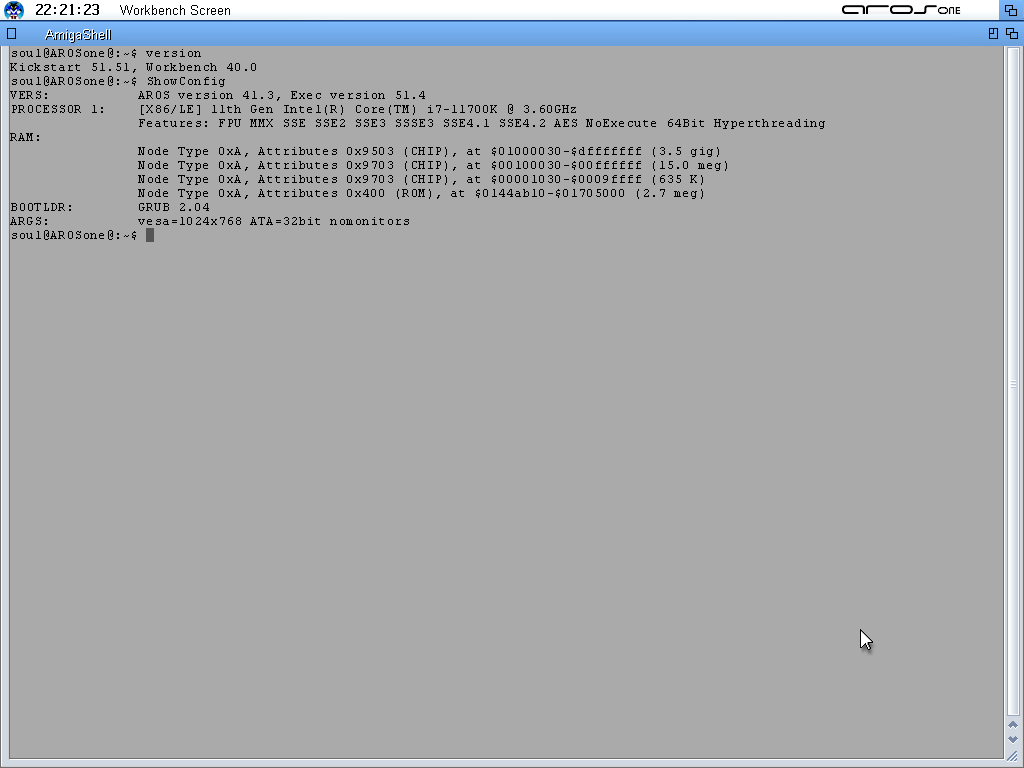 22:21:23 Workbench Screen AROS ONE
AmigaShell
soul@AROSone@:~$ version
Kickstart 51.51, Workbench 40.0
soul@AROSone@:~$ ShowConfig
VERS: AROS version 41.3, Exec version 51.4
PROCESSOR 1: [X86/LE] 11th Gen Intel(R) Core(TM) i7-11700K @ 3.60GHz
Features: FPU MMX SSE SSE2 SSE3 SSSE3 SSE4.1 SSE4.2 AES NoExecute 64Bit Hyperthreading
RAM:
Node Type 0xA, Attributes 0x9503 (CHIP), at $01000030-$dfffffff (3.5 gig)
Node Type 0xA, Attributes 0x9703 (CHIP), at $00100030-$00ffffff (15.0 meg)
Node Type 0xA, Attributes 0x9703 (CHIP), at $00001030-$0009ffff (635 K)
Node Type 0xA, Attributes 0x400 (ROM), at $0144ab10-$01705000 (2.7 meg)
BOOTLDR: GRUB 2.04
ARGS: vesa=1024x768 ATA=32bit nomonitors
soul@AROSone@:~$